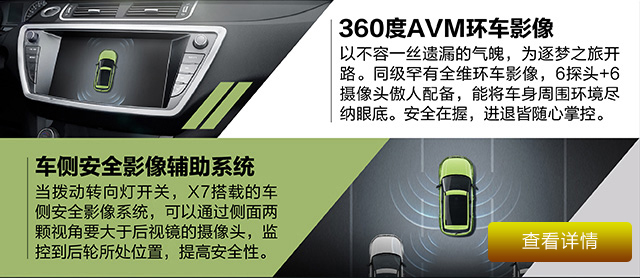 360度AVM环车影像
以不容一丝遗漏的气魄，为逐梦之旅开
路。同级罕有全维环车影像，6探头+6
摄像头傲人配备，能将车身周围环境尽
纳眼底。安全在握，进退皆随心掌控。
车侧安全影像辅助系统
当拨动转向灯开关，X7搭载的车
侧安全影像系统，可以通过侧面两
颗视角要大于后视镜的摄像头，监
控到后轮所处位置，提高安全性。
查看详情